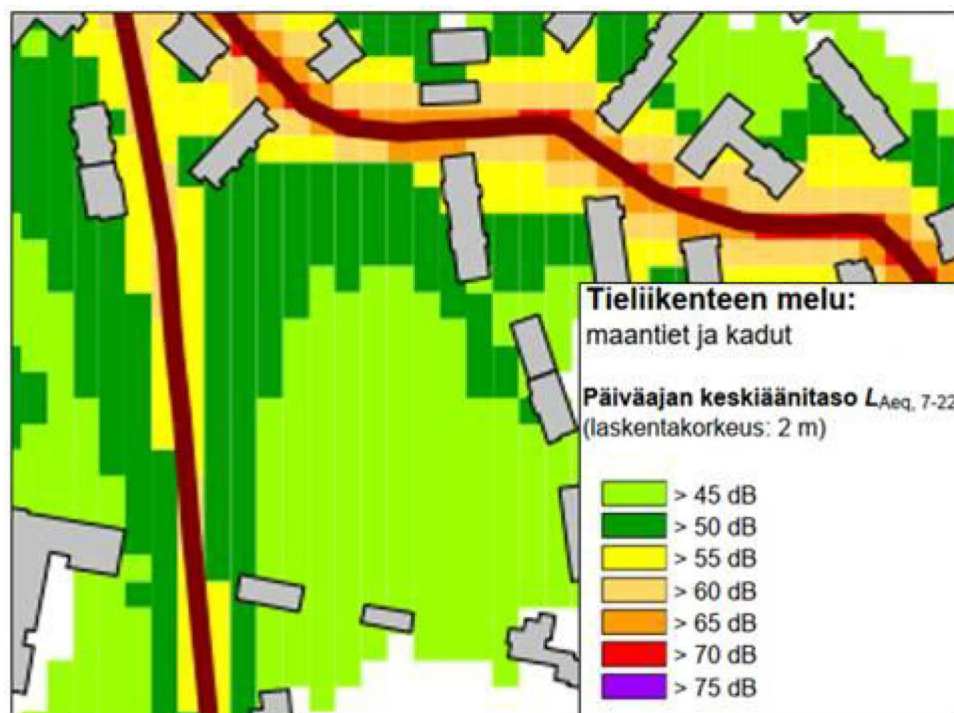 Tieliikenteen melu:
maantiet ja kadut
Päiväajan keskiäänitaso LAeq, 7-22
(laskentakorkeus: 2 m)
> 45 dB
> 50 dB
> 55 dB
> 60 dB
> 65 dB
> 70 dB
> 75 dB